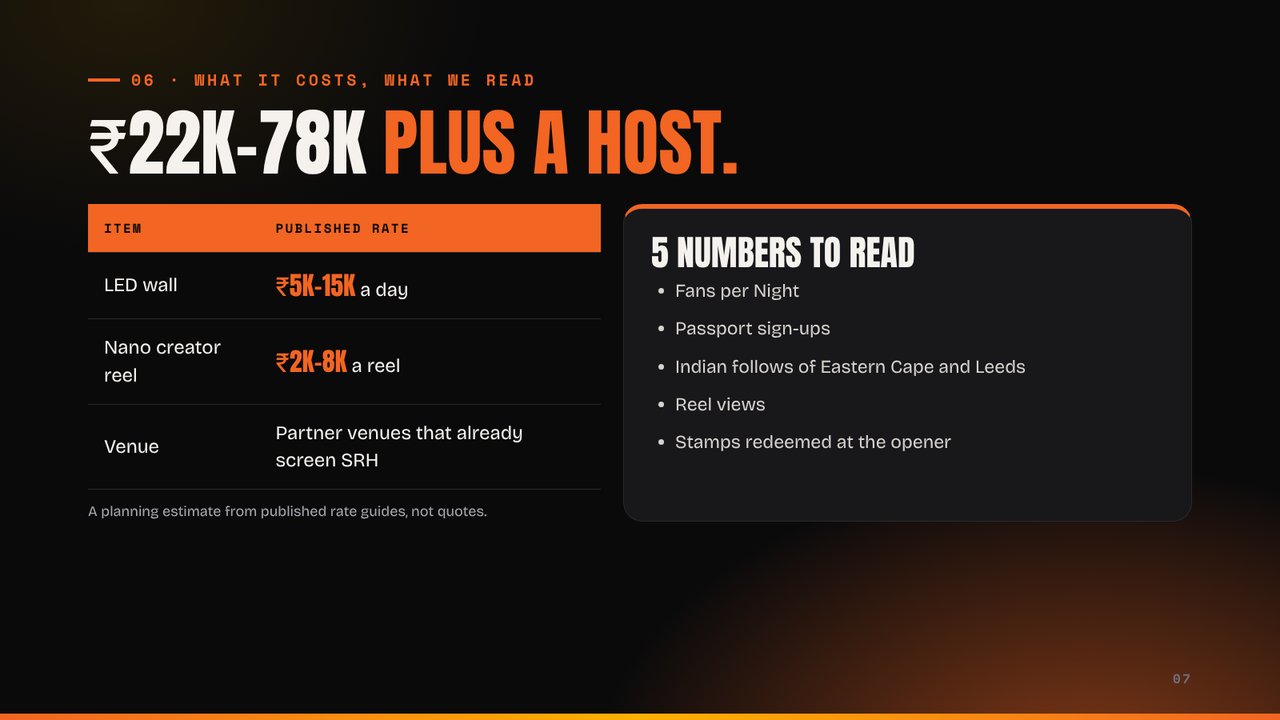 06 · WHAT IT COSTS, WHAT WE READ
₹22K-78K PLUS A HOST.
ITEM PUBLISHED RATE
LED wall ₹5K-15K a day
Nano creator
reel
₹2K-8K a reel
Venue
Partner venues that already
screen SRH
A planning estimate from published rate guides, not quotes.
5 NUMBERS TO READ
• Fans per Night
• Passport sign-ups
• Indian follows of Eastern Cape and Leeds
• Reel views
• Stamps redeemed at the opener
07